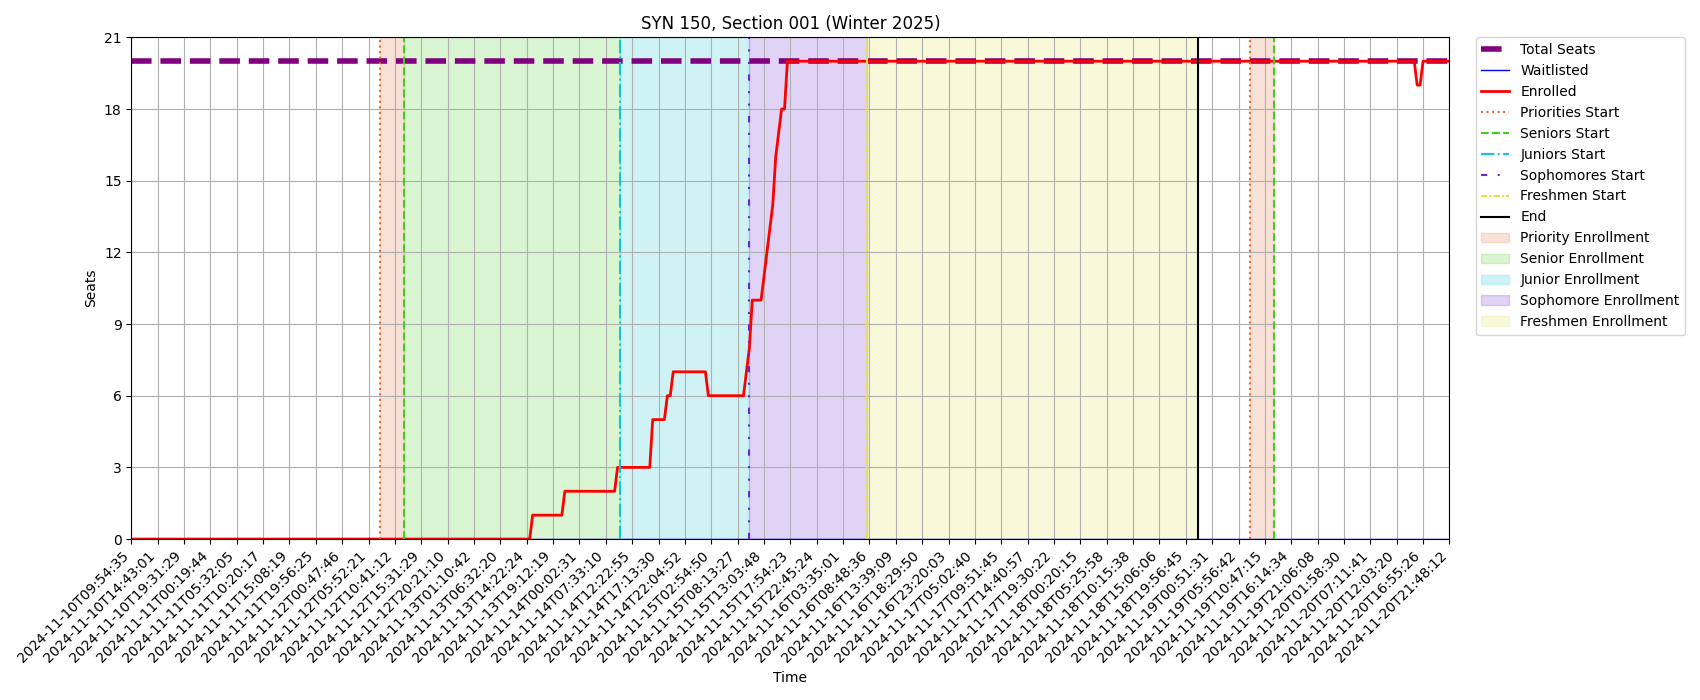 SYN 150, Section 001 (Winter 2025)
Seats
21
18
15
12
9
6
3
0
2024-11-10T09:54:35
2024-11-10T14:43:01
2024-11-10T19:31:29
2024-11-11T00:19:44
2024-11-11T05:32:05
2024-11-11T10:20:17
2024-11-11T15:08:19
2024-11-11T19:56:25
2024-11-12T00:47:46
2024-11-12T05:52:21
2024-11-12T10:41:12
2024-11-12T15:31:29
2024-11-12T20:21:10
2024-11-13T01:10:42
2024-11-13T06:32:20
2024-11-13T14:22:24
2024-11-13T19:12:19
2024-11-14T00:02:31
2024-11-14T07:33:10
2024-11-14T12:22:55
2024-11-14T17:13:30
2024-11-14T22:04:52
2024-11-15T02:54:50
2024-11-15T08:13:27
2024-11-15T13:03:48
2024-11-15T17:54:23
2024-11-15T22:45:24
2024-11-16T03:35:01
2024-11-16T08:48:36
2024-11-16T13:39:09
2024-11-16T18:29:50
2024-11-16T23:20:03
2024-11-17T05:02:40
2024-11-17T09:51:45
2024-11-17T14:40:57
2024-11-17T19:30:22
2024-11-18T00:20:15
2024-11-18T05:25:58
2024-11-18T10:15:38
2024-11-18T15:06:06
2024-11-18T19:56:45
2024-11-19T00:51:31
2024-11-19T05:56:42
2024-11-19T10:47:15
2024-11-19T16:14:34
2024-11-19T21:06:08
2024-11-20T01:58:30
2024-11-20T07:11:41
2024-11-20T12:03:20
2024-11-20T16:55:26
2024-11-20T21:48:12
Time
Total Seats
Waitlisted
Enrolled
Priorities Start
Seniors Start
Juniors Start
Sophomores Start
Freshmen Start
End
Priority Enrollment
Senior Enrollment
Junior Enrollment
Sophomore Enrollment
Freshmen Enrollment